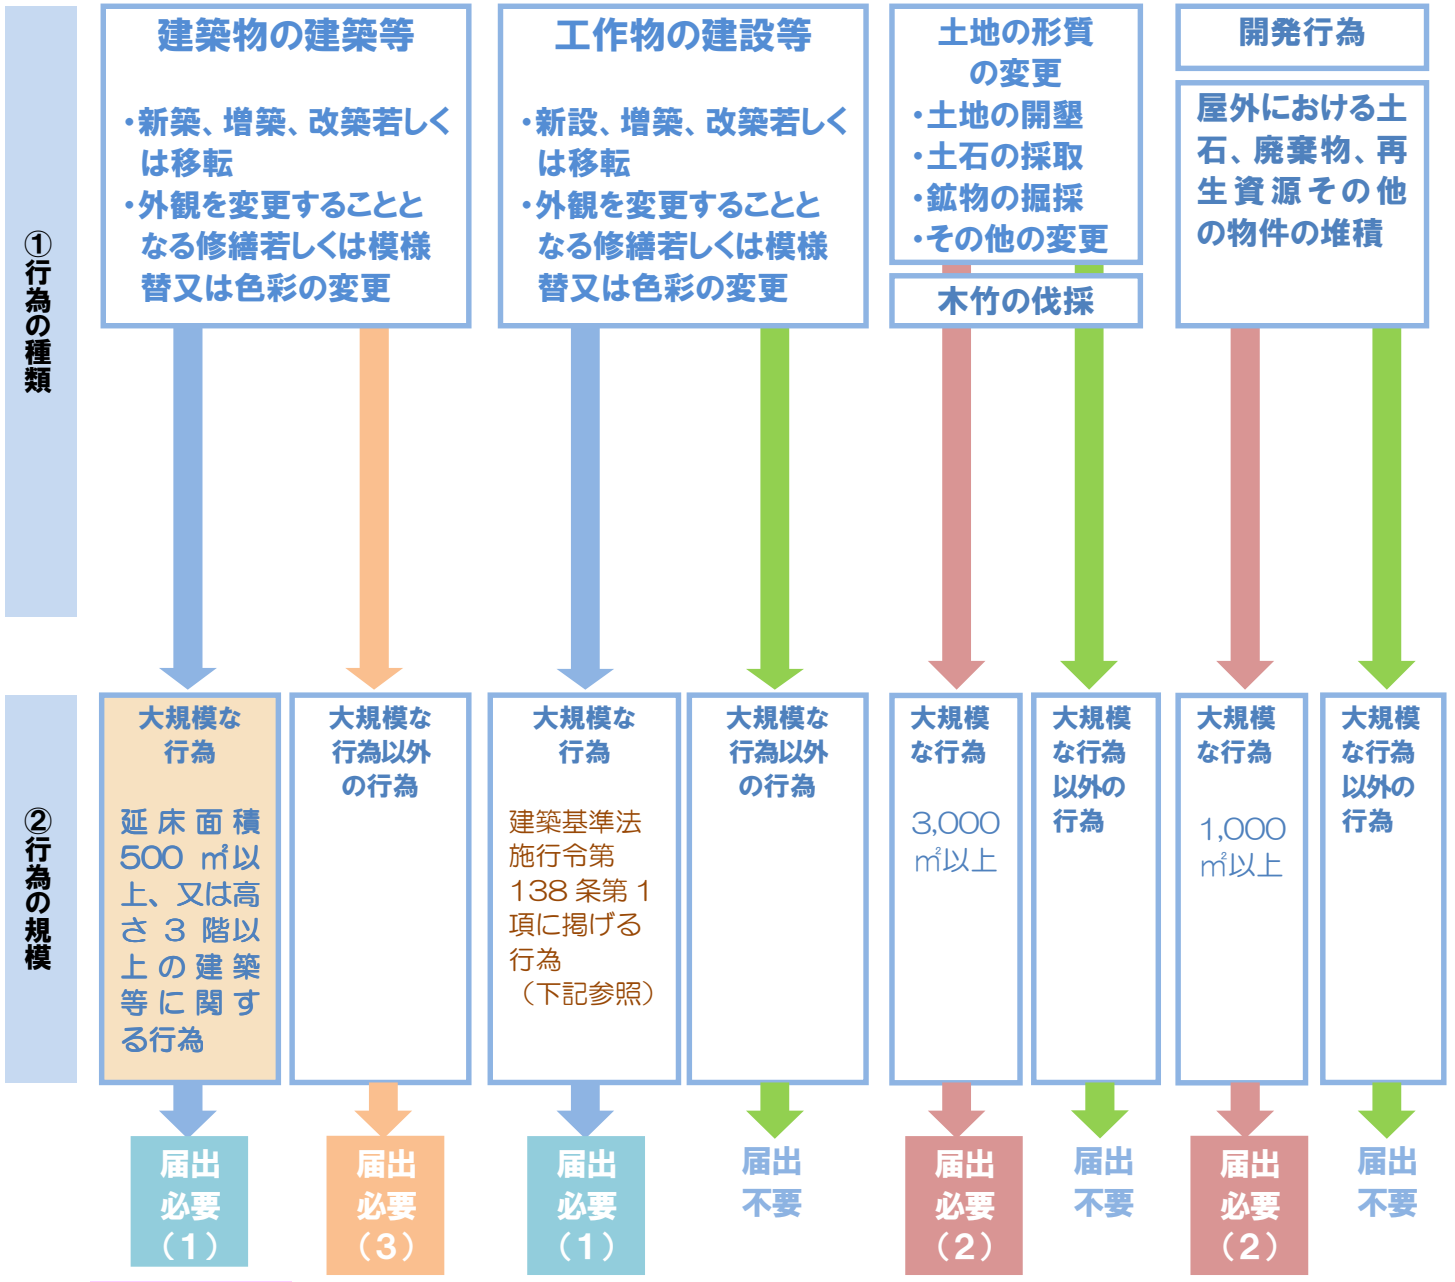 ①行為の種類
建築物の建築等
・新築、増築、改築若しく
は移転
・外観を変更することと
なる修繕若しくは模様
替又は色彩の変更
工作物の建設等
・新設、増築、改築若しく
は移転
・外観を変更することと
なる修繕若しくは模様
替又は色彩の変更
土地の形質
の変更
・土地の開墾
・土石の採取
・鉱物の掘採
・その他の変更
木竹の伐採
開発行為
屋外における土
石、廃棄物、再
生資源その他
の物件の堆積
②行為の規模
大規模な
行為
延床面積
500 ㎡以
上、又は高
さ 3 階以
上の建築
等に関す
る行為
大規模な
行為以外
の行為
大規模な
行為
建築基準法
施行令第
138 条第 1
項に掲げる
行為
（下記参照）
大規模な
行為以外
の行為
大規模
な行為
3,000
㎡以上
大規模
な行為
以外の
行為
大規模
な行為
1,000
㎡以上
大規模
な行為
以外の
行為
届出
必要
（1）
届出
必要
（3）
届出
必要
（1）
届出
不要
届出
必要
（2）
届出
不要
届出
必要
（2）
届出
不要